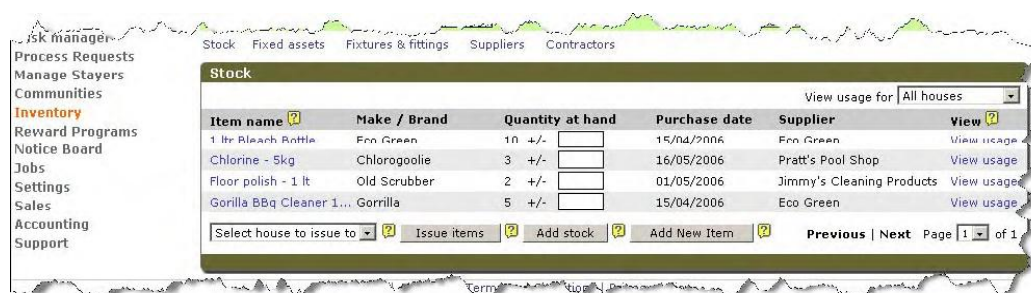 sk manager
Process Requests
Manage Stayers
Communities
Inventory
Reward Programs
Notice Board
Jobs
Settings
Sales
Accounting
Support
Stock Fixed assets Fixtures & fittings Suppliers Contractors
Stock
View usage for All houses
Item name ? Make / Brand Quantity at hand Purchase date Supplier View ?
1 ltr Bleach Bottle Eco Green 10 +/- 15/04/2006 Eco Green View usage
Chlorine - 5kg Chlorogoolie 3 +/- 16/05/2006 Pratt's Pool Shop View usage
Floor polish - 1 lt Old Scrubber 2 +/- 01/05/2006 Jimmy's Cleaning Products View usage
Gorilla BBq Cleaner 1... Gorrilla 5 +/- 15/04/2006 Eco Green View usage
Select house to issue to ? Issue items ? Add stock ? Add New Item ? Previous | Next Page 1 of 1